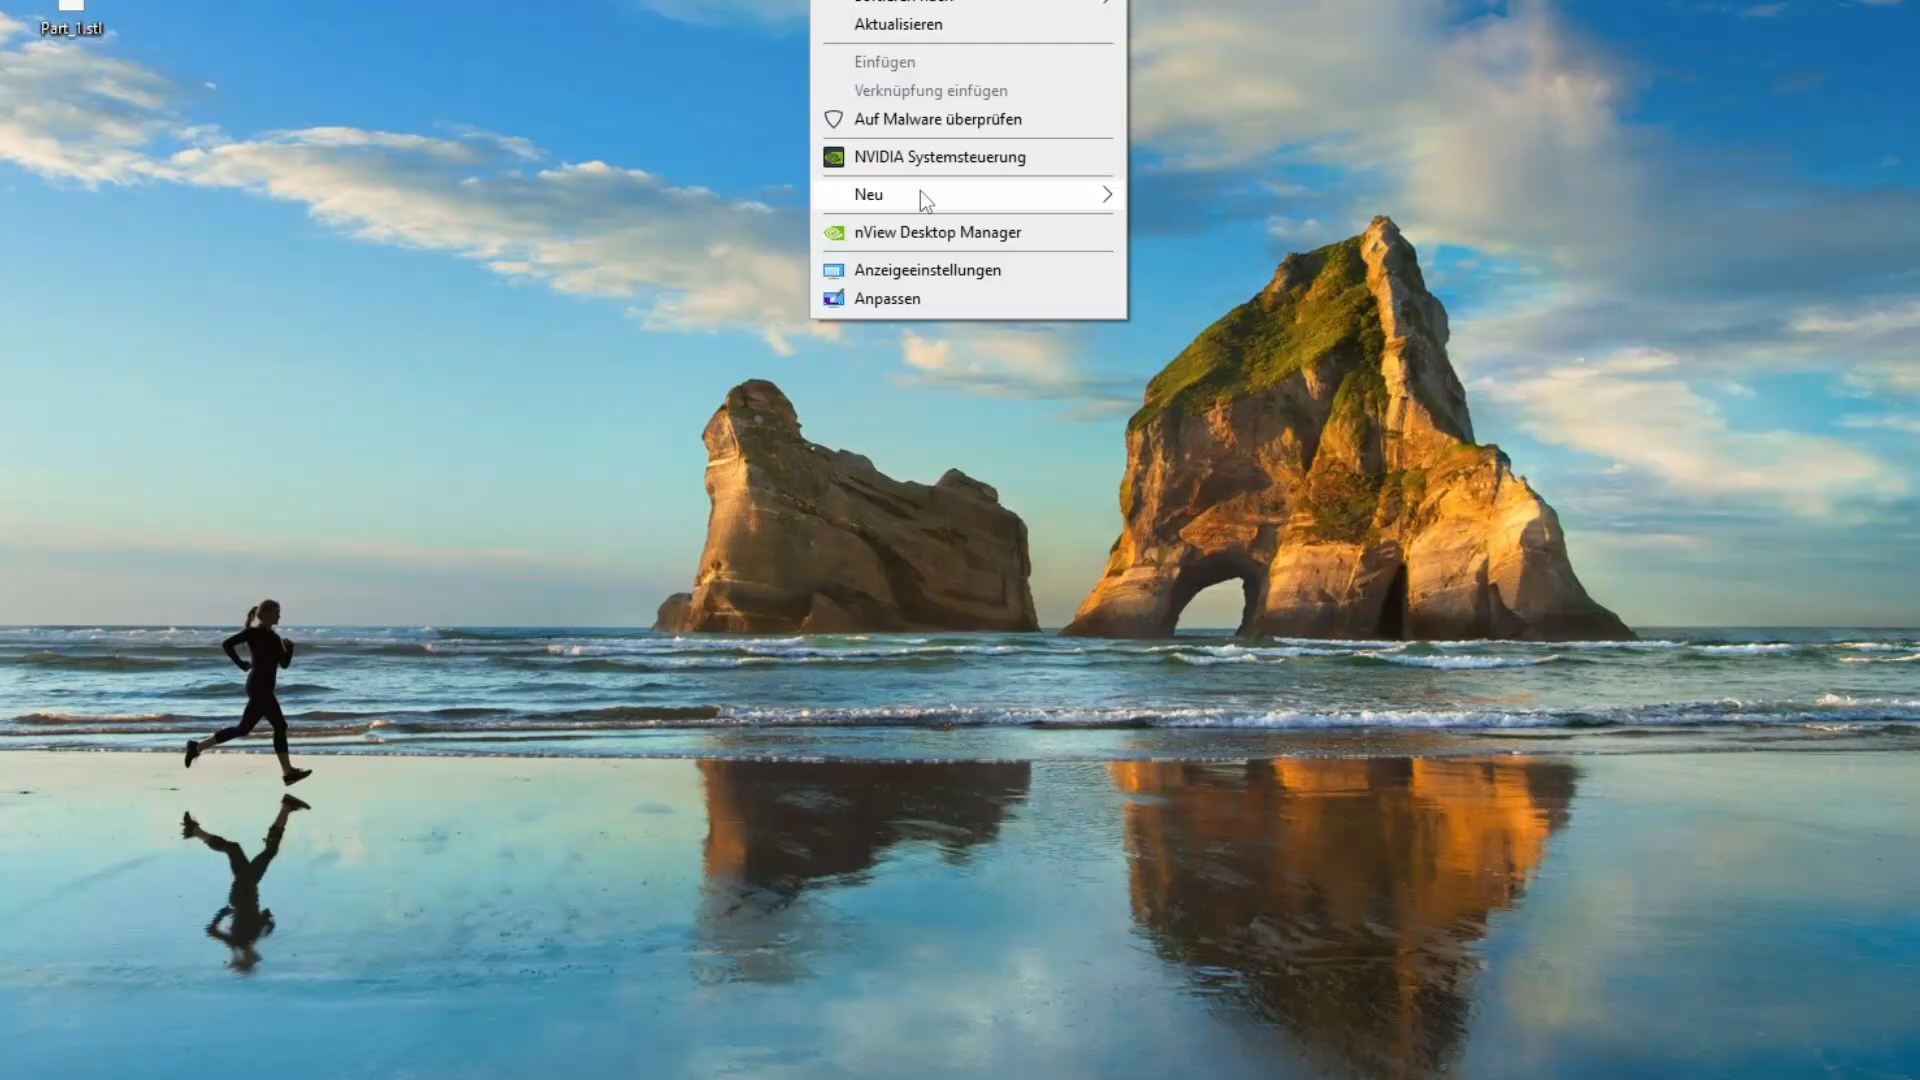 Part_1.stl
Aktualisieren
Einfügen
Verknüpfung einfügen
Auf Malware überprüfen
NVIDIA Systemsteuerung
Neu
nView Desktop Manager
Anzeigeeinstellungen
Anpassen